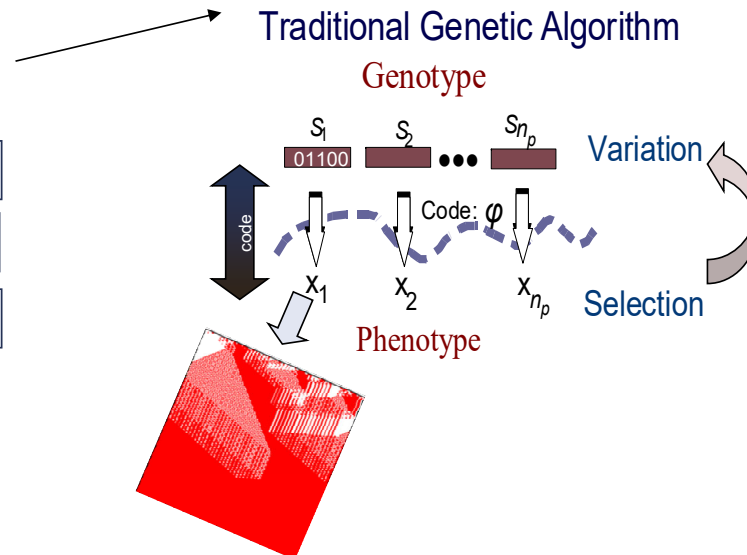 Traditional Genetic Algorithm
Genotype
S1 S2 Snp
01100
Variation
code
Code: φ
x1 x2 xnp
Selection
Phenotype